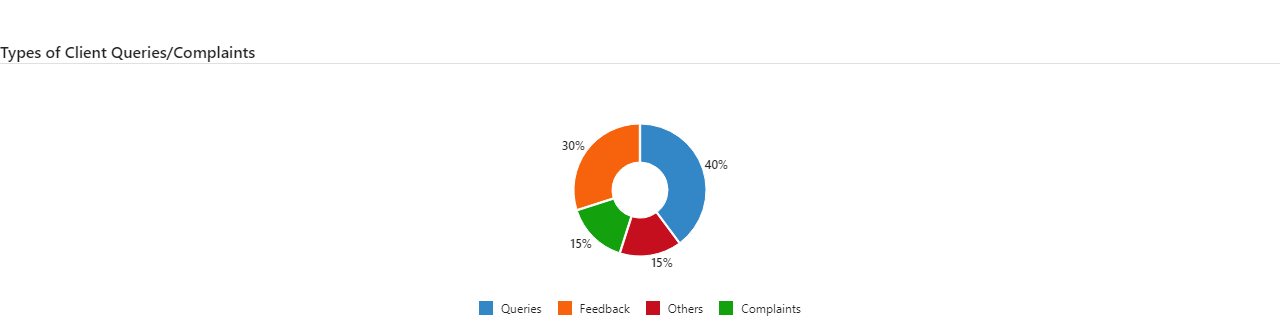 Types of Client Queries/Complaints
30%
40%
15%
15%
Queries Feedback Others Complaints